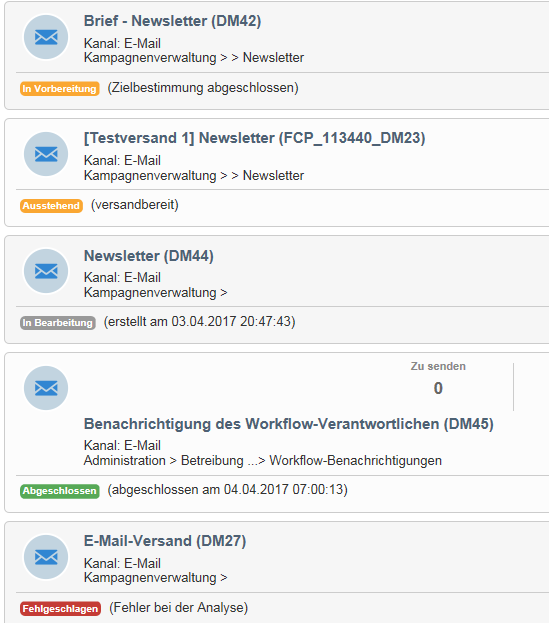 Brief - Newsletter (DM42)
Kanal: E-Mail
Kampagnenverwaltung > > Newsletter
In Vorbereitung (Zielbestimmung abgeschlossen)
[Testversand 1] Newsletter (FCP_113440_DM23)
Kanal: E-Mail
Kampagnenverwaltung > > Newsletter
Ausstehend (versandbereit)
Newsletter (DM44)
Kanal: E-Mail
Kampagnenverwaltung >
In Bearbeitung (erstellt am 03.04.2017 20:47:43)
Zu senden
0
Benachrichtigung des Workflow-Verantwortlichen (DM45)
Kanal: E-Mail
Administration > Betreibung ...> Workflow-Benachrichtigungen
Abgeschlossen (abgeschlossen am 04.04.2017 07:00:13)
E-Mail-Versand (DM27)
Kanal: E-Mail
Kampagnenverwaltung >
Fehlgeschlagen (Fehler bei der Analyse)